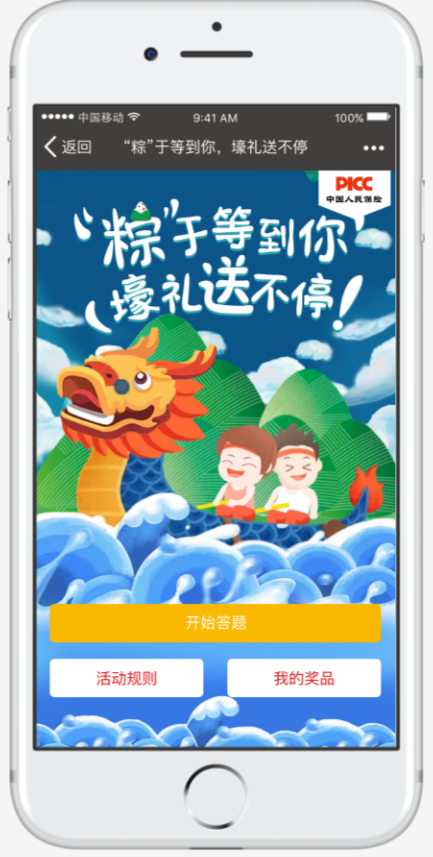 中国移动 9:41 AM 100%
返回 “粽”于等到你，壕礼送不停
PICC
中国人民保险
“粽”于等到你
壕礼送不停！
开始答题
活动规则 我的奖品